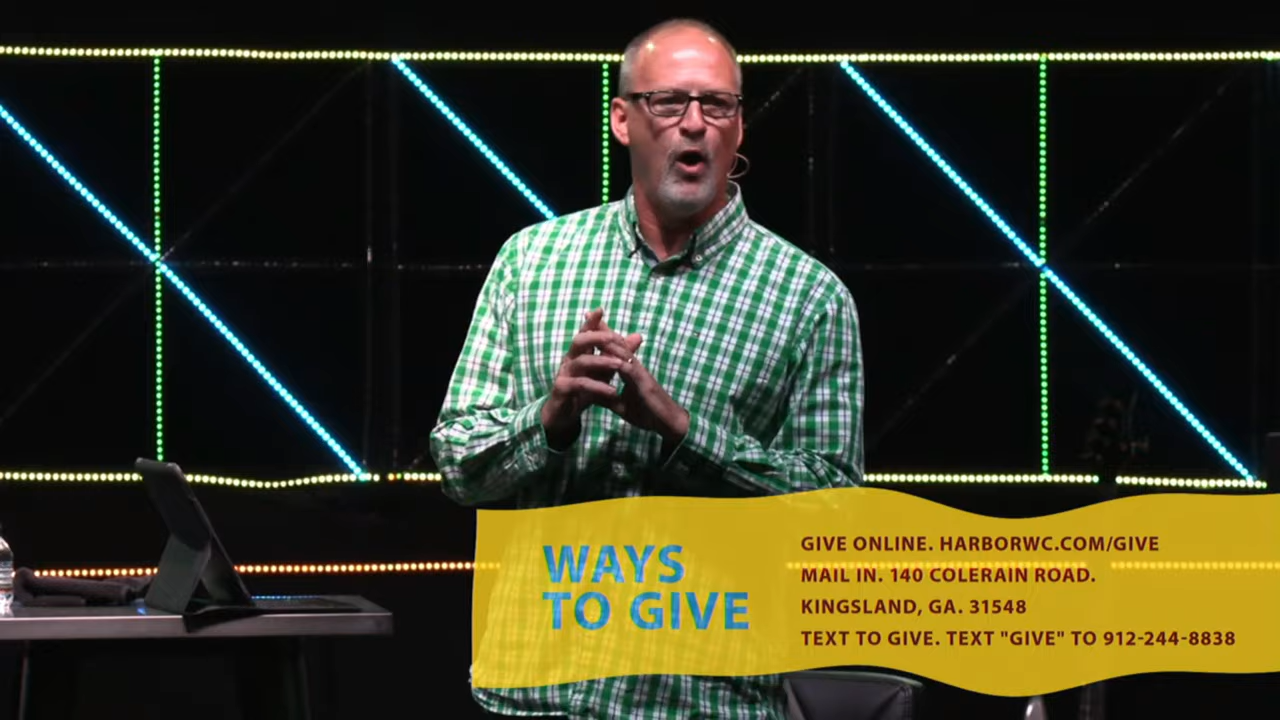 WAYS
TO GIVE
GIVE ONLINE. HARBORWC.COM/GIVE
MAIL IN. 140 COLERAIN ROAD.
KINGSLAND, GA. 31548
TEXT TO GIVE. TEXT "GIVE" TO 912-244-8838